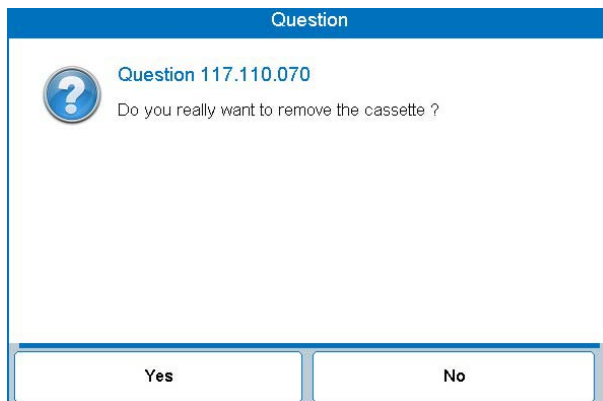 Question
Question 117.110.070
Do you really want to remove the cassette ?
Yes
No